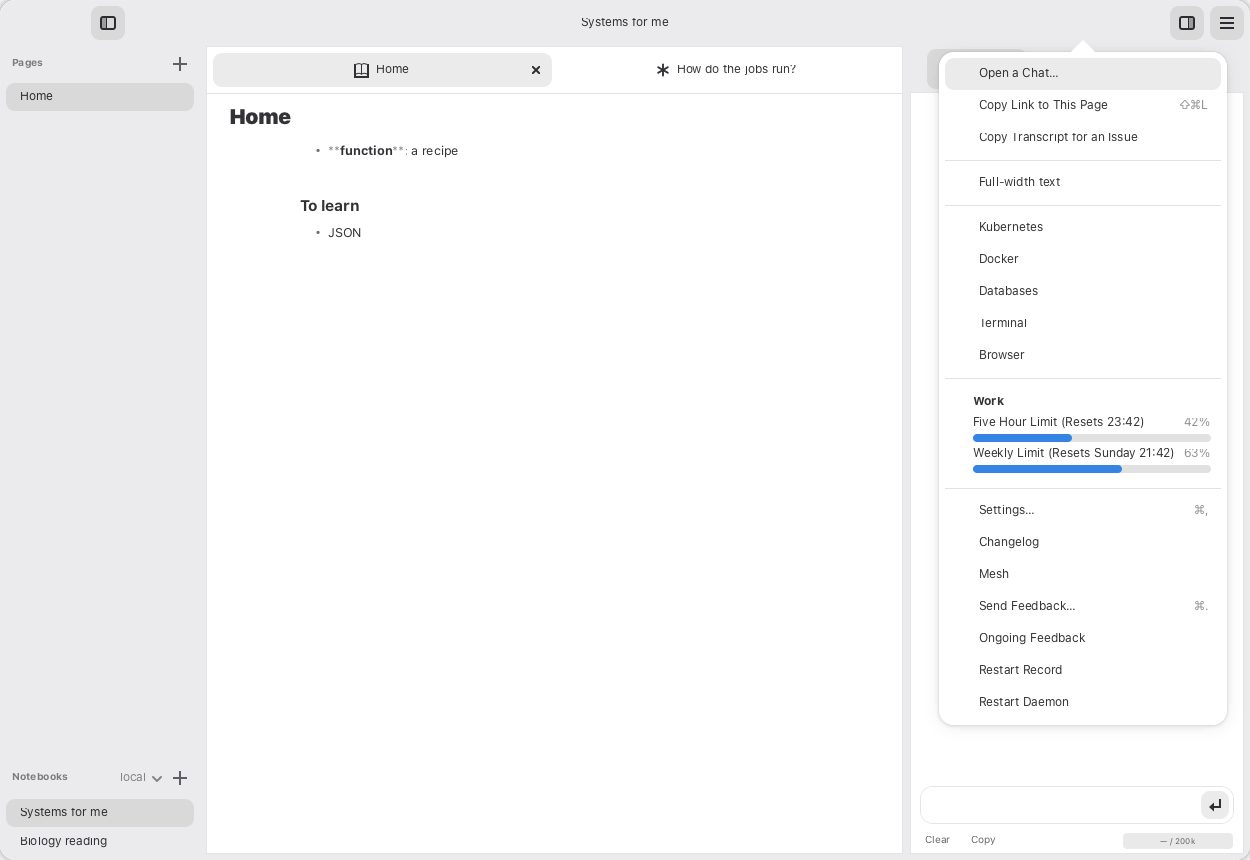 Systems for me
Pages
Home
Home
How do the jobs run?
Home
• **function**: a recipe
To learn
• JSON
Open a Chat…
Copy Link to This Page ⇧⌘L
Copy Transcript for an Issue
Full-width text
Kubernetes
Docker
Databases
Terminal
Browser
Work
Five Hour Limit (Resets 23:42) 42%
Weekly Limit (Resets Sunday 21:42) 63%
Settings… ⌘,
Changelog
Mesh
Send Feedback… ⌘.
Ongoing Feedback
Restart Record
Restart Daemon
Notebooks local
Systems for me
Biology reading
Clear Copy — / 200k